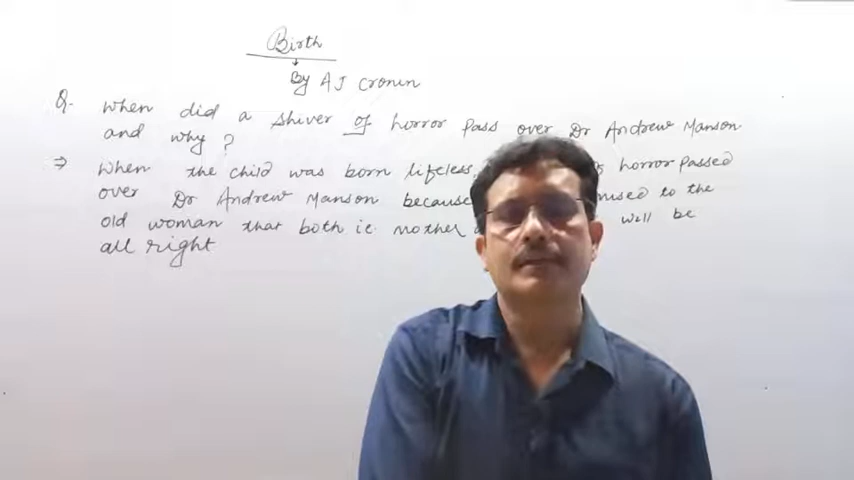 Birth
By AJ Cronin
Q. When did a shiver of horror pass over Dr Andrew Manson
and why ?
⇒ When the child was born lifeless, horror passed
over Dr Andrew Manson because to the
old woman that both i.e. mother will be
all right